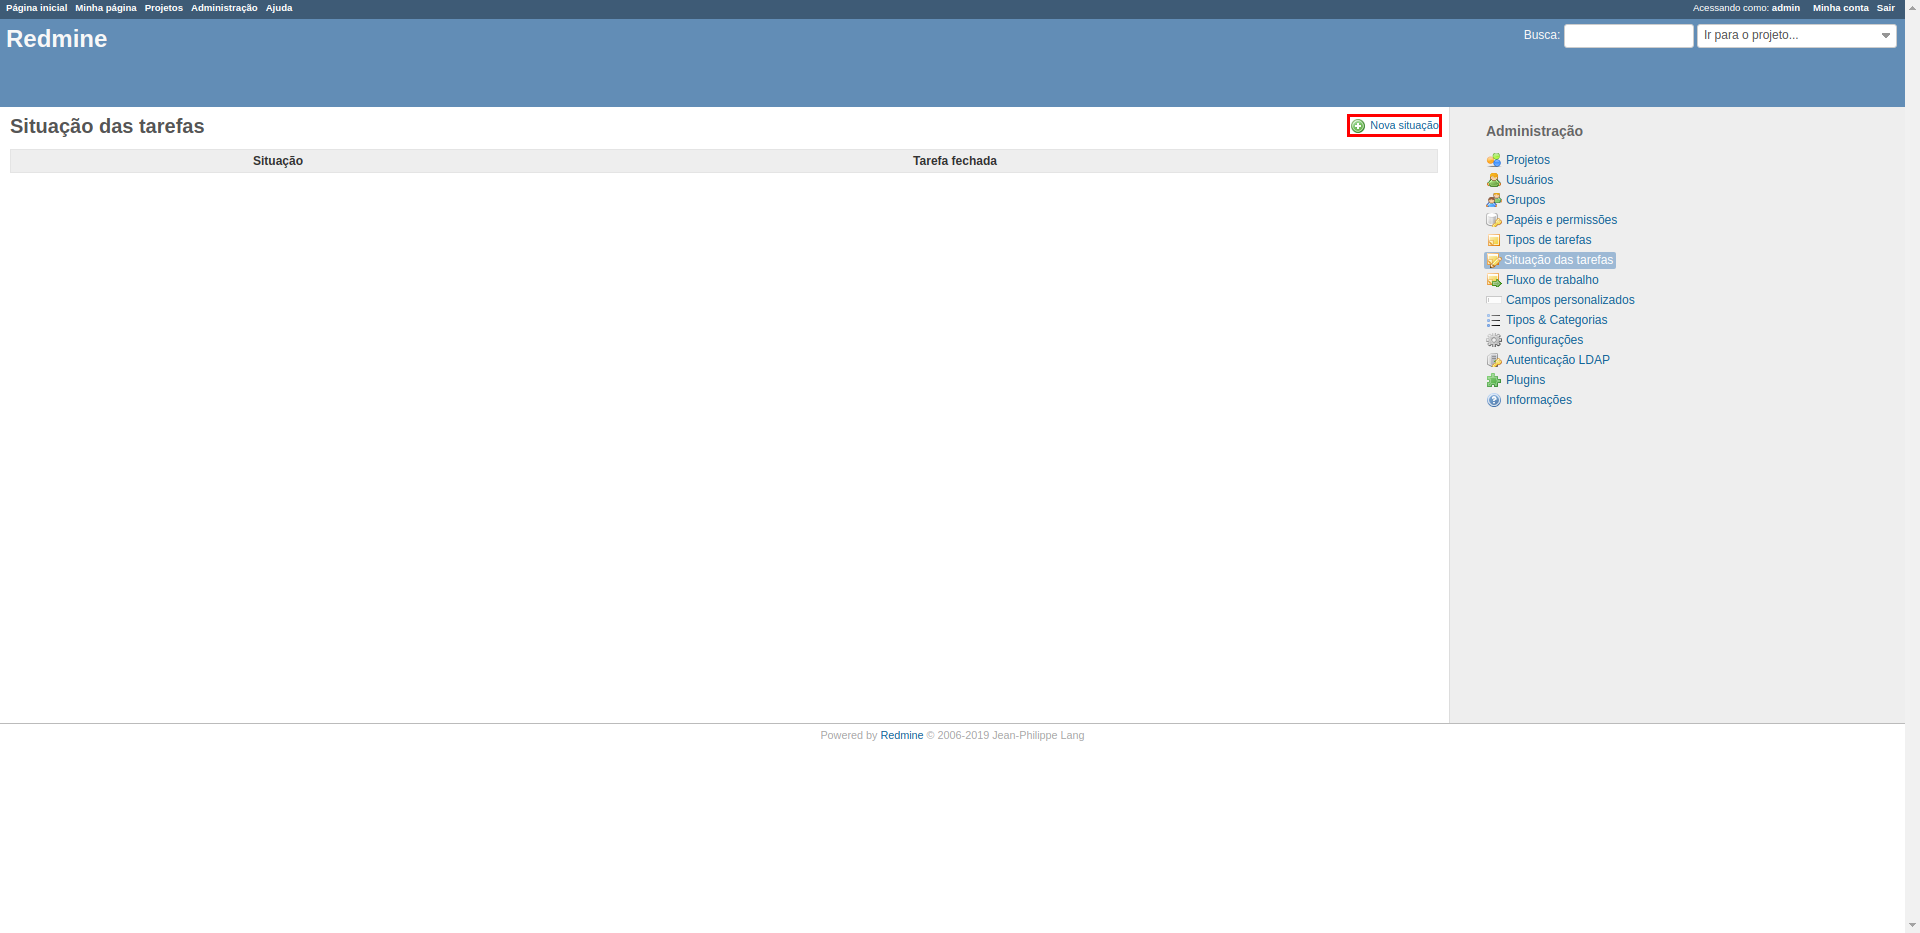 Página inicial Minha página Projetos Administração Ajuda
Acessando como: admin Minha conta Sair
Redmine
Busca: Ir para o projeto...
Situação das tarefas
Nova situação
Situação Tarefa fechada
Administração
Projetos
Usuários
Grupos
Papéis e permissões
Tipos de tarefas
Situação das tarefas
Fluxo de trabalho
Campos personalizados
Tipos & Categorias
Configurações
Autenticação LDAP
Plugins
Informações
Powered by Redmine © 2006-2019 Jean-Philippe Lang